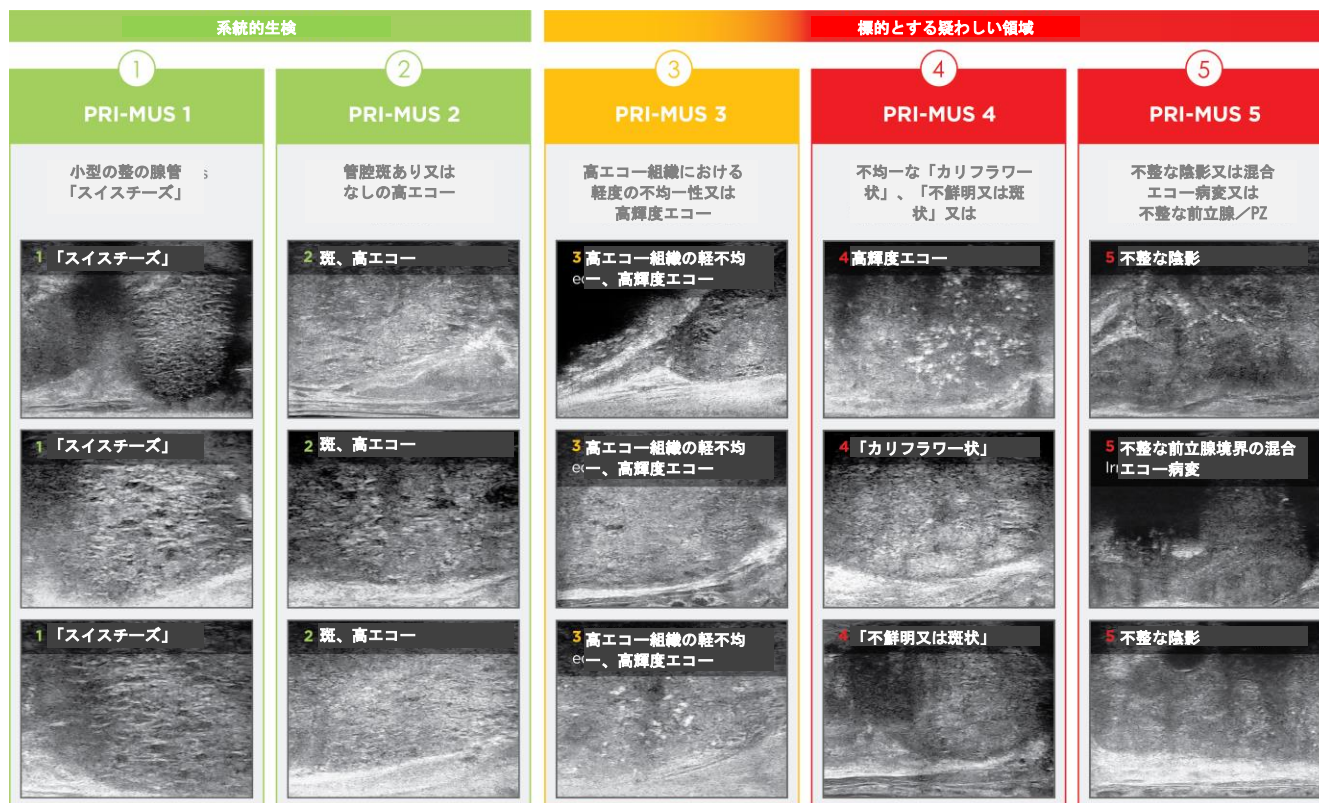 系統的生検
標的とする疑わしい領域
1
2
3
4
5
PRI-MUS 1
PRI-MUS 2
PRI-MUS 3
PRI-MUS 4
PRI-MUS 5
小型の整の腺管 s
「スイスチーズ」
管腔斑あり又は
なしの高エコー
高エコー組織における
軽度の不均一性又は
高輝度エコー
不均一な「カリフラワー
状」、「不鮮明又は斑
状」又は
不整な陰影又は混合
エコー病変又は
不整な前立腺／PZ
1 「スイスチーズ」
2 斑、高エコー
3 高エコー組織の軽不均
e 一、高輝度エコー
4 高輝度エコー
5 不整な陰影
1 「スイスチーズ」
2 斑、高エコー
3 高エコー組織の軽不均
e 一、高輝度エコー
4 「カリフラワー状」
5 不整な前立腺境界の混合
Ir エコー病変
1 「スイスチーズ」
2 斑、高エコー
3 高エコー組織の軽不均
e 一、高輝度エコー
4 「不鮮明又は斑状」
5 不整な陰影